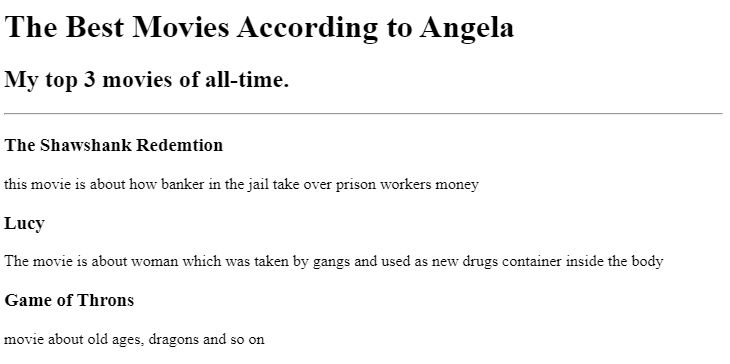 The Best Movies According to Angela
My top 3 movies of all-time.
The Shawshank Redemtion
this movie is about how banker in the jail take over prison workers money
Lucy
The movie is about woman which was taken by gangs and used as new drugs container inside the body
Game of Throns
movie about old ages, dragons and so on